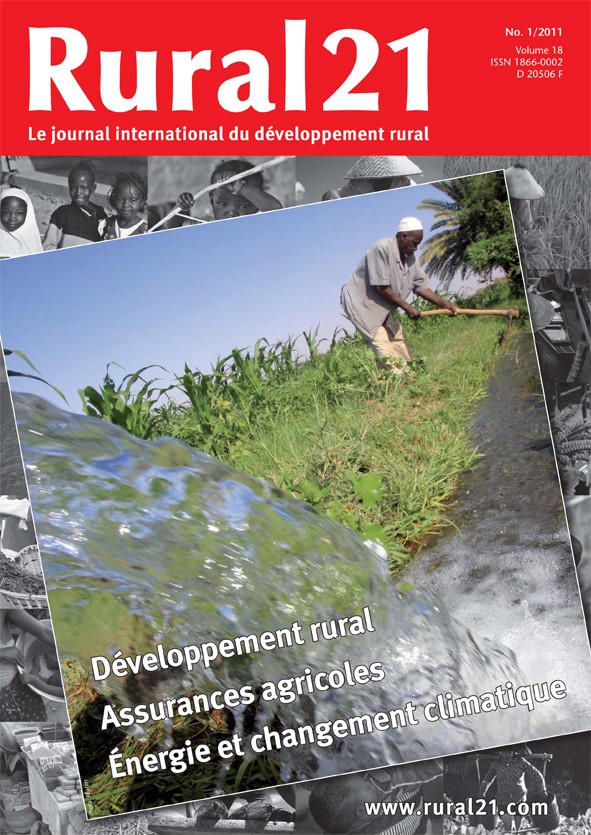 Rural21
No. 1/2011
Volume 18
ISSN 1866-0002
D 20506 F
Le journal international du développement rural
Développement rural
Assurances agricoles
Énergie et changement climatique
www.rural21.com